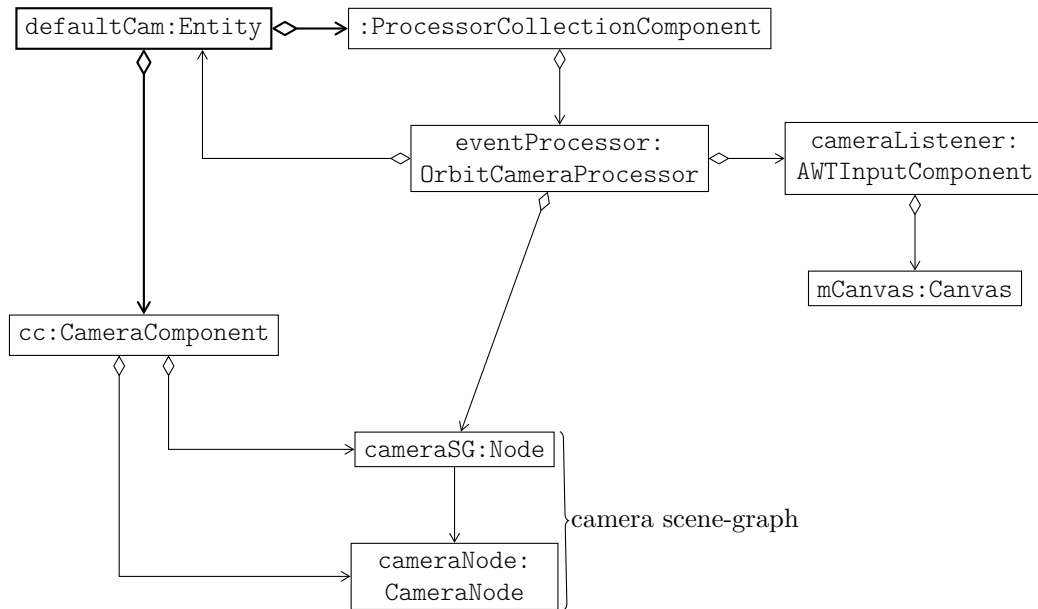 defaultCam:Entity
:ProcessorCollectionComponent
eventProcessor:
OrbitCameraProcessor
cameraListener:
AWTInputComponent
mCanvas:Canvas
cc:CameraComponent
cameraSG:Node
camera scene-graph
cameraNode:
CameraNode